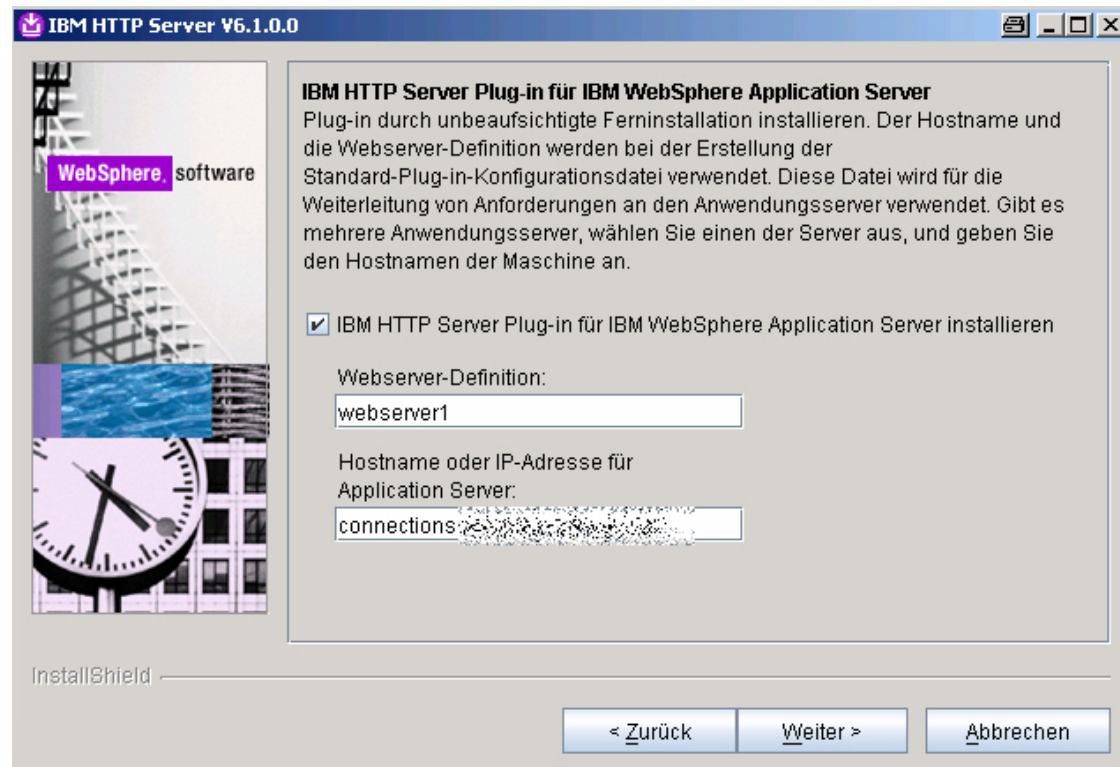 IBM HTTP Server V6.1.0.0
WebSphere. software
IBM HTTP Server Plug-in für IBM WebSphere Application Server
Plug-in durch unbeaufsichtigte Ferninstallation installieren. Der Hostname und
die Webserver-Definition werden bei der Erstellung der
Standard-Plug-in-Konfigurationsdatei verwendet. Diese Datei wird für die
Weiterleitung von Anforderungen an den Anwendungsserver verwendet. Gibt es
mehrere Anwendungsserver, wählen Sie einen der Server aus, und geben Sie
den Hostnamen der Maschine an.
IBM HTTP Server Plug-in für IBM WebSphere Application Server installieren
Webserver-Definition:
webserver1
Hostname oder IP-Adresse für
Application Server:
connections
InstallShield
< Zurück
Weiter >
Abbrechen